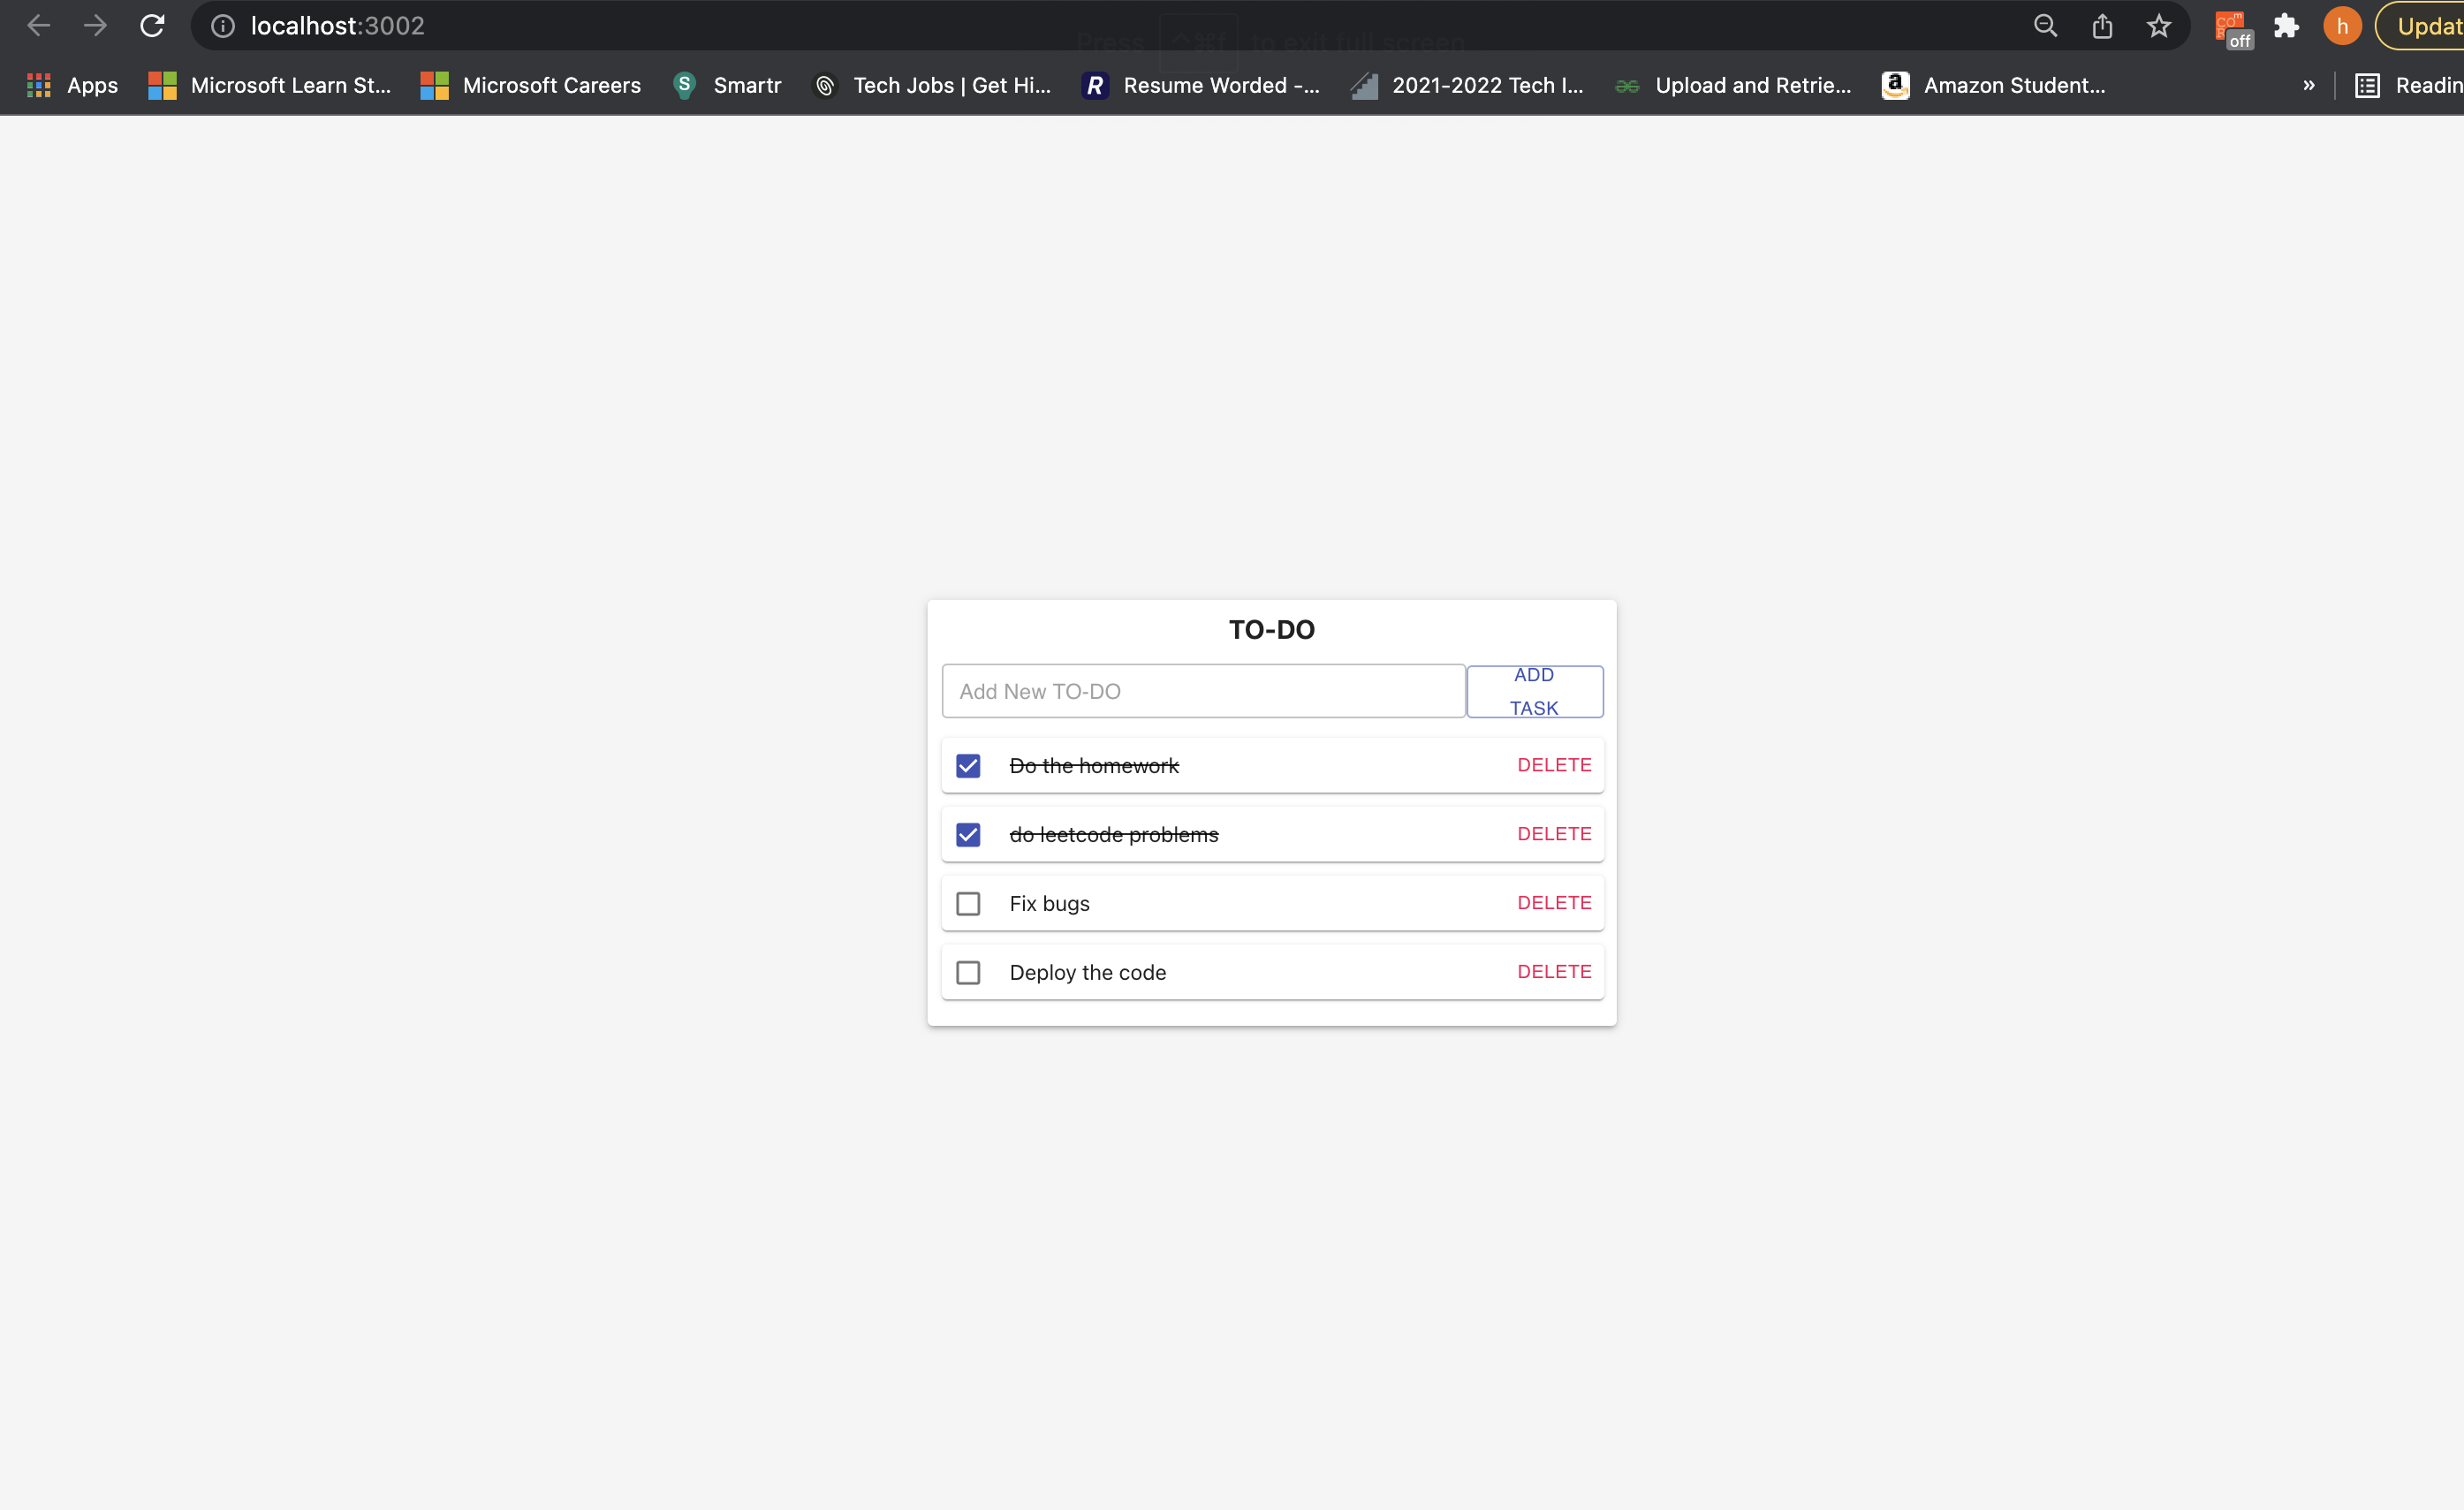 localhost:3002
Press ^⌘f to exit full screen
off
h
Updat
Apps
Microsoft Learn St...
Microsoft Careers
S
Smartr
Tech Jobs | Get Hi...
R
Resume Worded -...
2021-2022 Tech I...
Upload and Retrie...
a
Amazon Student...
»
Readin
TO-DO
Add New TO-DO
ADD
TASK
Do the homework
DELETE
do leetcode problems
DELETE
Fix bugs
DELETE
Deploy the code
DELETE